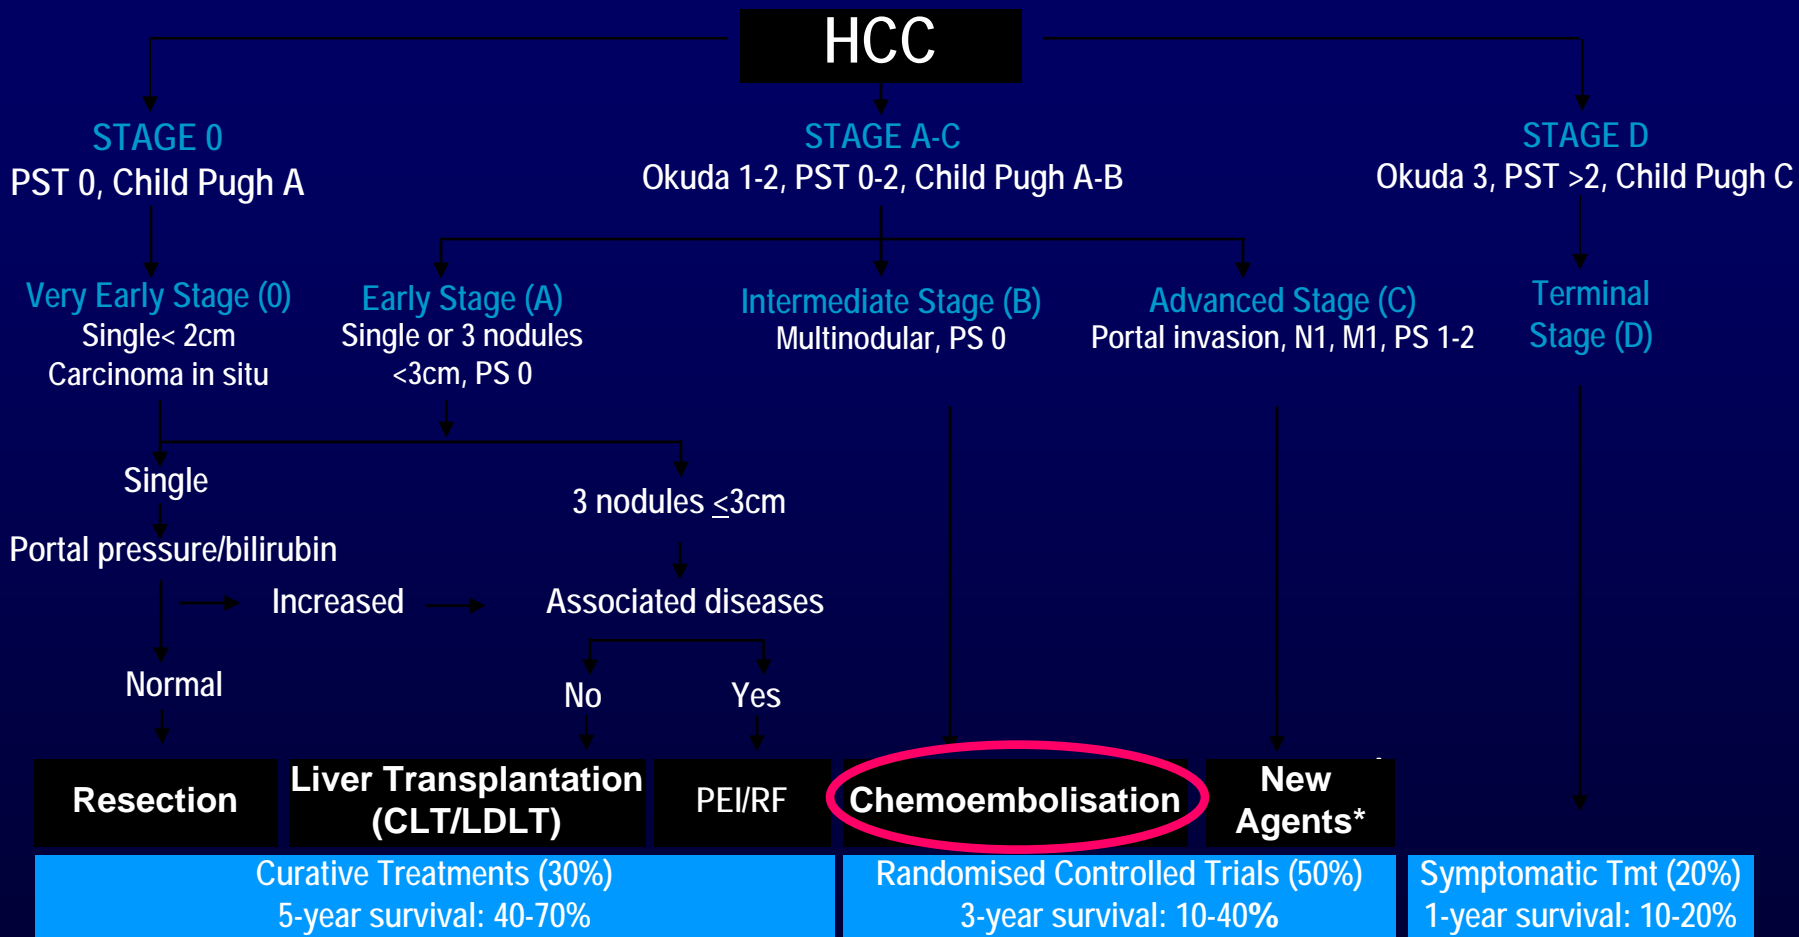 HCC
STAGE 0
PST 0, Child Pugh A
STAGE A-C
Okuda 1-2, PST 0-2, Child Pugh A-B
STAGE D
Okuda 3, PST >2, Child Pugh C
Very Early Stage (0)
Single< 2cm
Carcinoma in situ
Early Stage (A)
Single or 3 nodules
<3cm, PS 0
Intermediate Stage (B)
Multinodular, PS 0
Advanced Stage (C)
Portal invasion, N1, M1, PS 1-2
Terminal
Stage (D)
Single
3 nodules ≤3cm
Portal pressure/bilirubin
Increased
Associated diseases
Normal
No
Yes
Resection
Liver Transplantation
(CLT/LDLT)
PEI/RF
Chemoembolisation
New
Agents*
Curative Treatments (30%)
5-year survival: 40-70%
Randomised Controlled Trials (50%)
3-year survival: 10-40%
Symptomatic Tmt (20%)
1-year survival: 10-20%